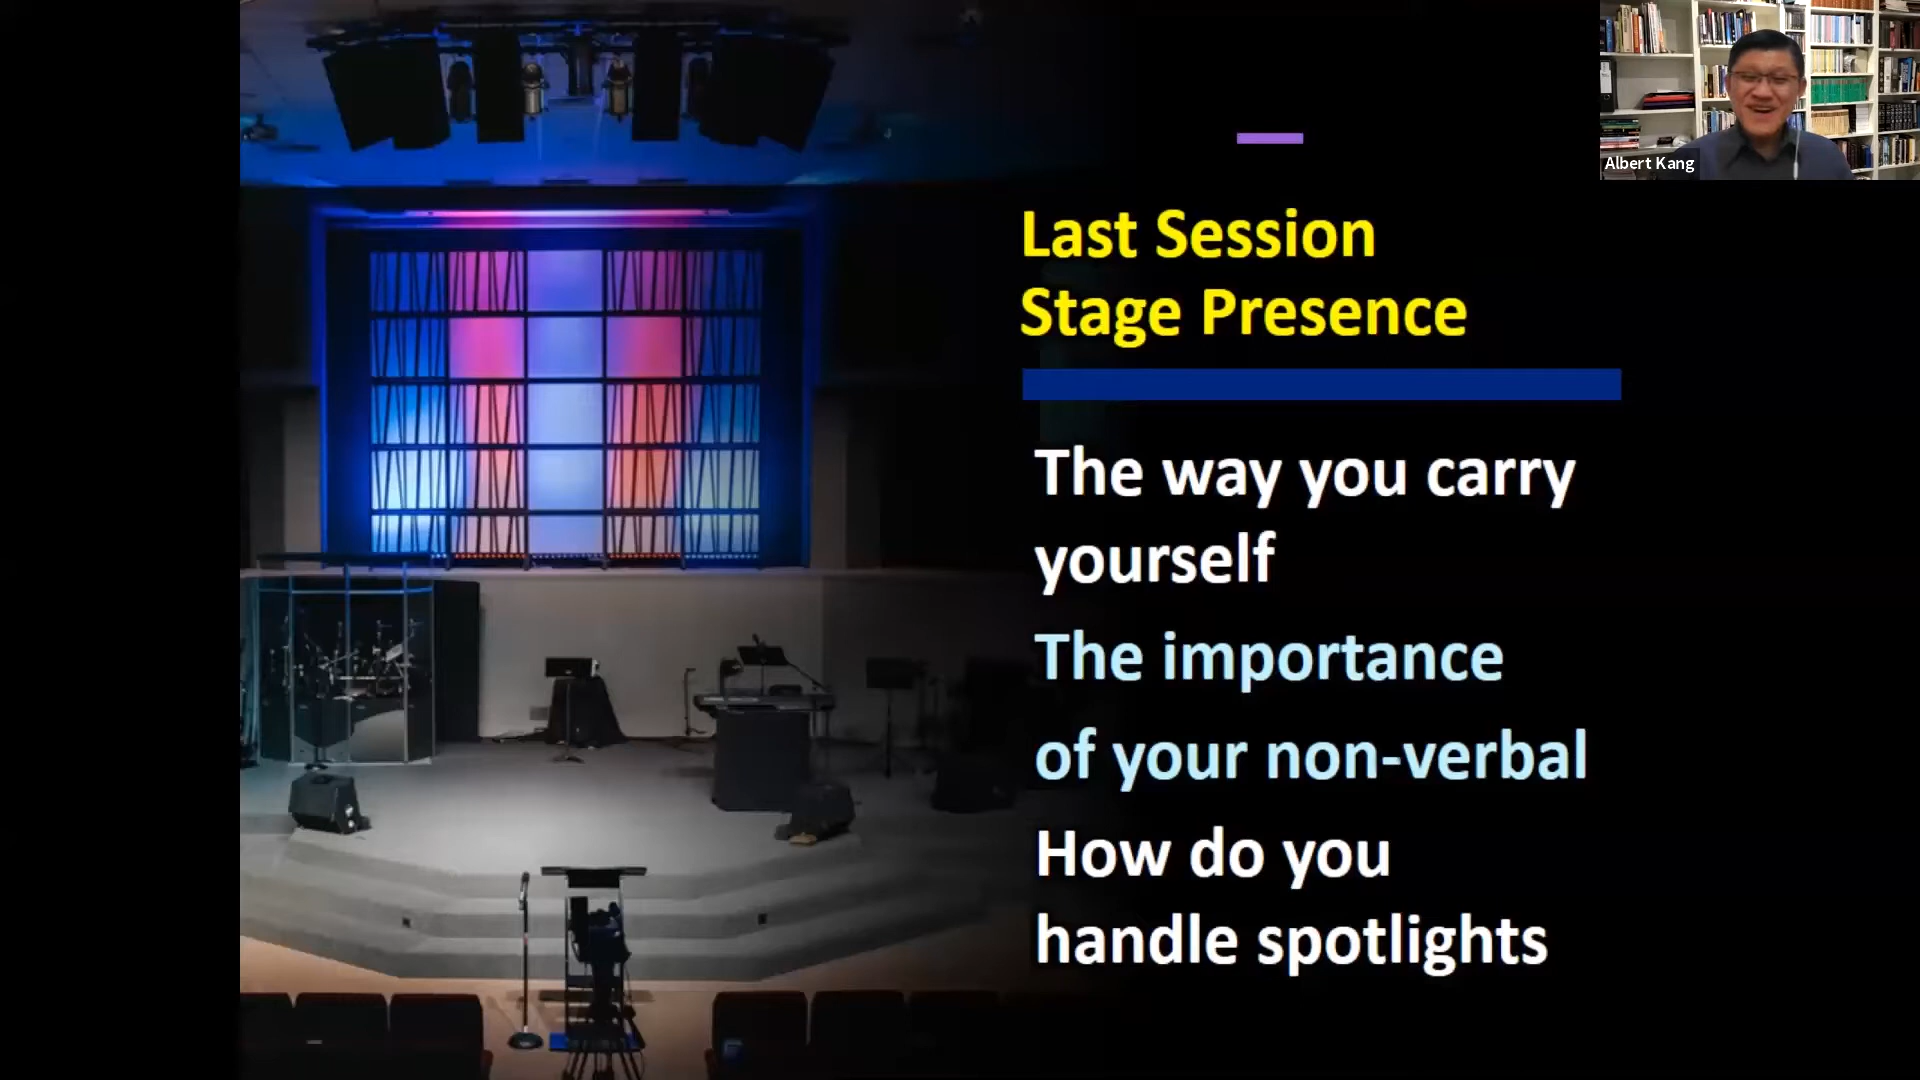 Albert Kang
Last Session
Stage Presence
The way you carry
yourself
The importance
of your non-verbal
How do you
handle spotlights